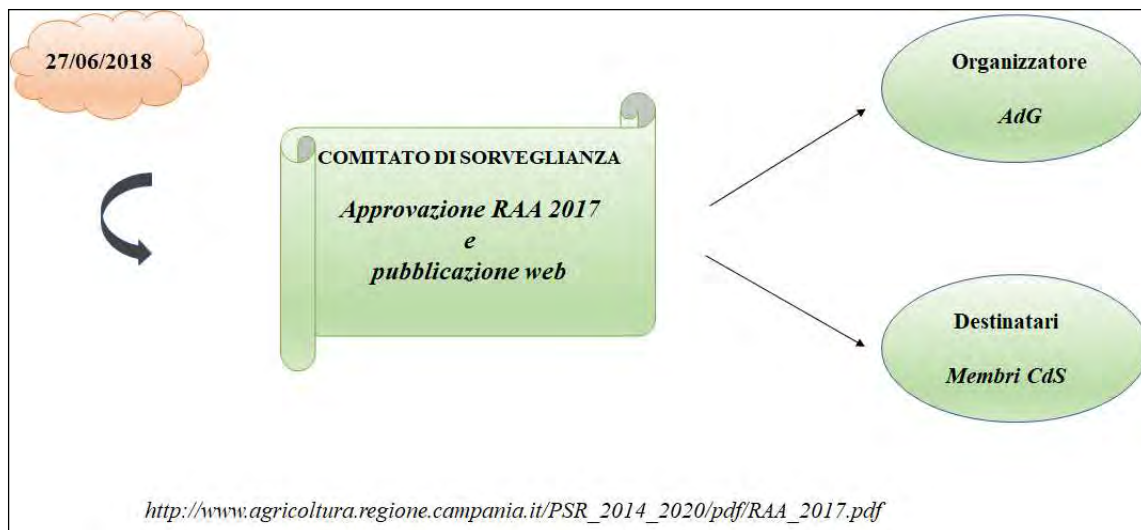 27/06/2018
COMITATO DI SORVEGLIANZA
Approvazione RAA 2017
e
pubblicazione web
Organizzatore
AdG
Destinatari
Membri CdS
http://www.agricoltura.regione.campania.it/PSR_2014_2020/pdf/RAA_2017.pdf